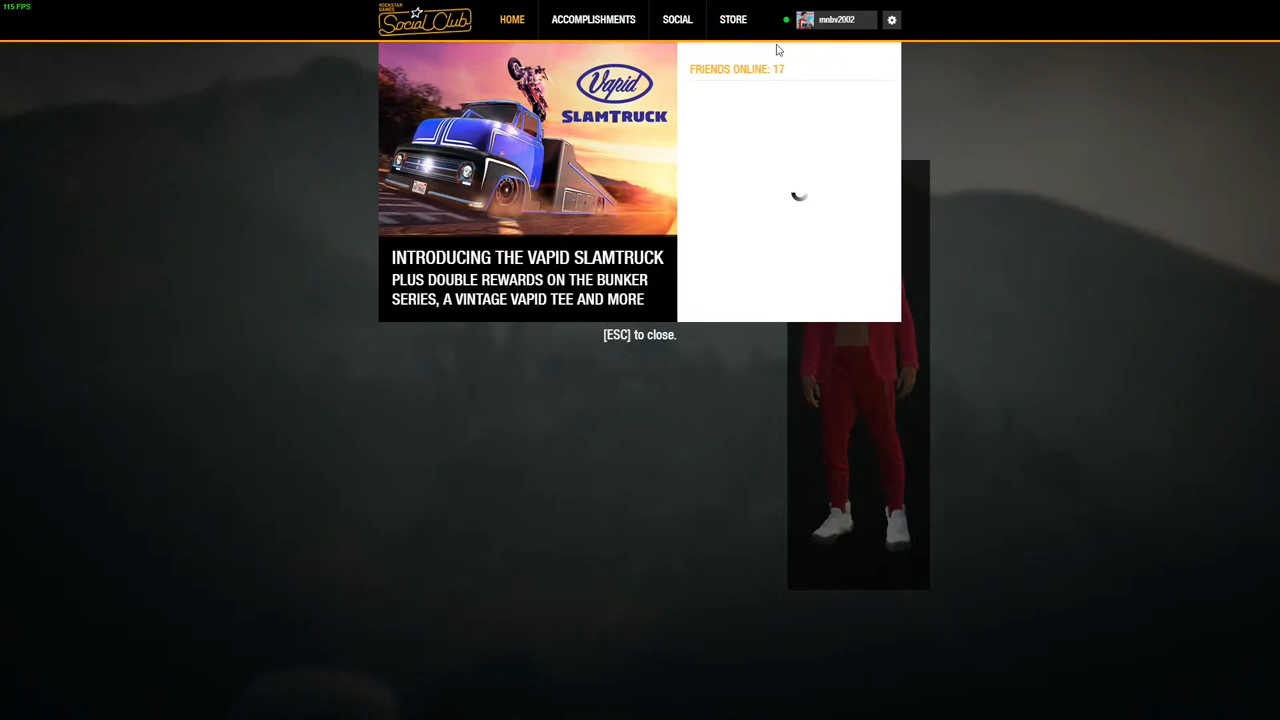 115 FPS
ROCKSTAR
GAMES
Social Club
HOME
ACCOMPLISHMENTS
SOCIAL
STORE
mnbv2002
Vapid
SLAMTRUCK
FRIENDS ONLINE: 17
INTRODUCING THE VAPID SLAMTRUCK
PLUS DOUBLE REWARDS ON THE BUNKER
SERIES, A VINTAGE VAPID TEE AND MORE
[ESC] to close.